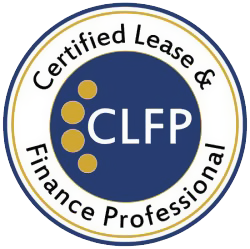 Certified Lease &
CLFP
Finance Professional